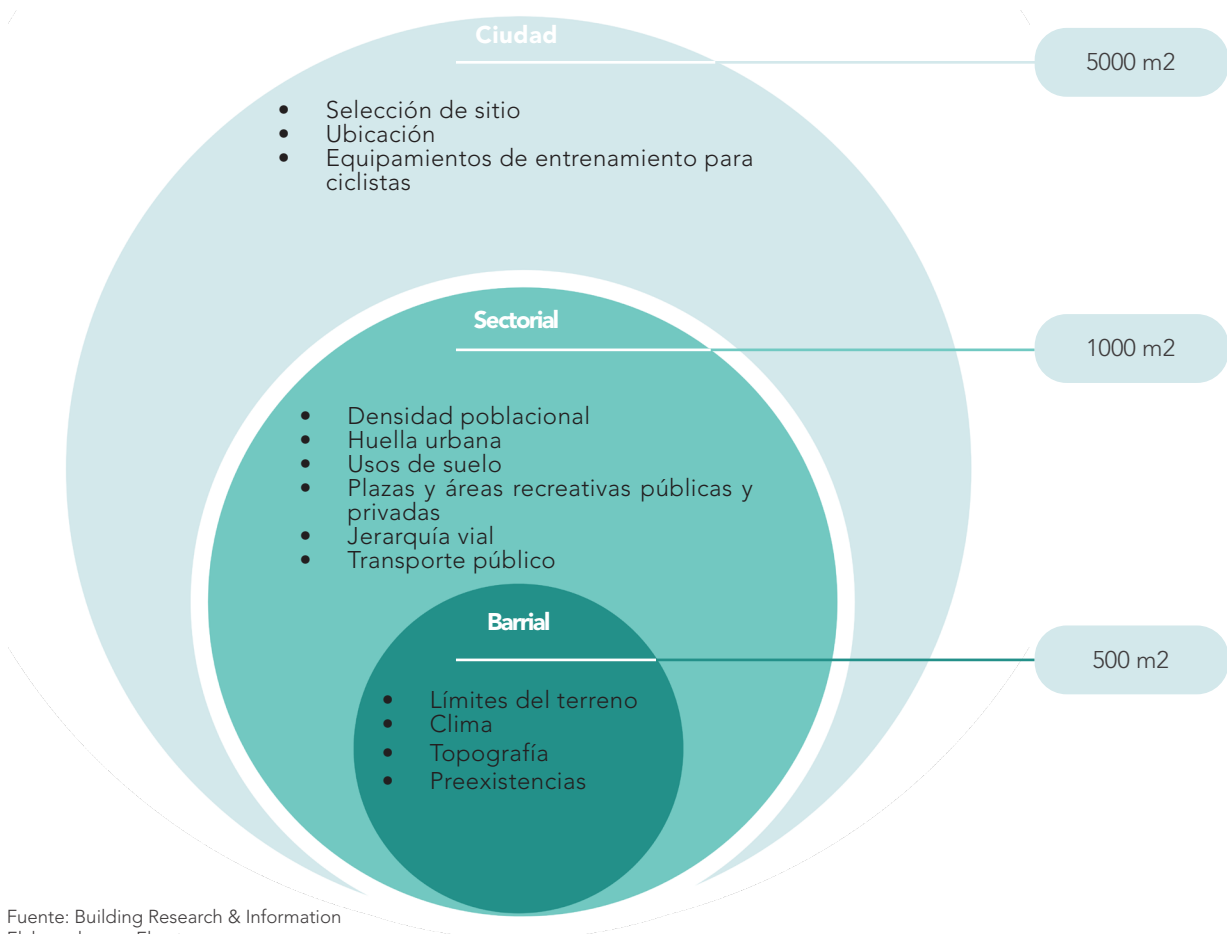 Ciudad
5000 m2
• Selección de sitio
• Ubicación
• Equipamientos de entrenamiento para
ciclistas
Sectorial
1000 m2
• Densidad poblacional
• Huella urbana
• Usos de suelo
• Plazas y áreas recreativas públicas y
privadas
• Jerarquía vial
• Transporte público
Barrial
500 m2
• Límites del terreno
• Clima
• Topografía
• Preexistencias
Fuente: Building Research & Information